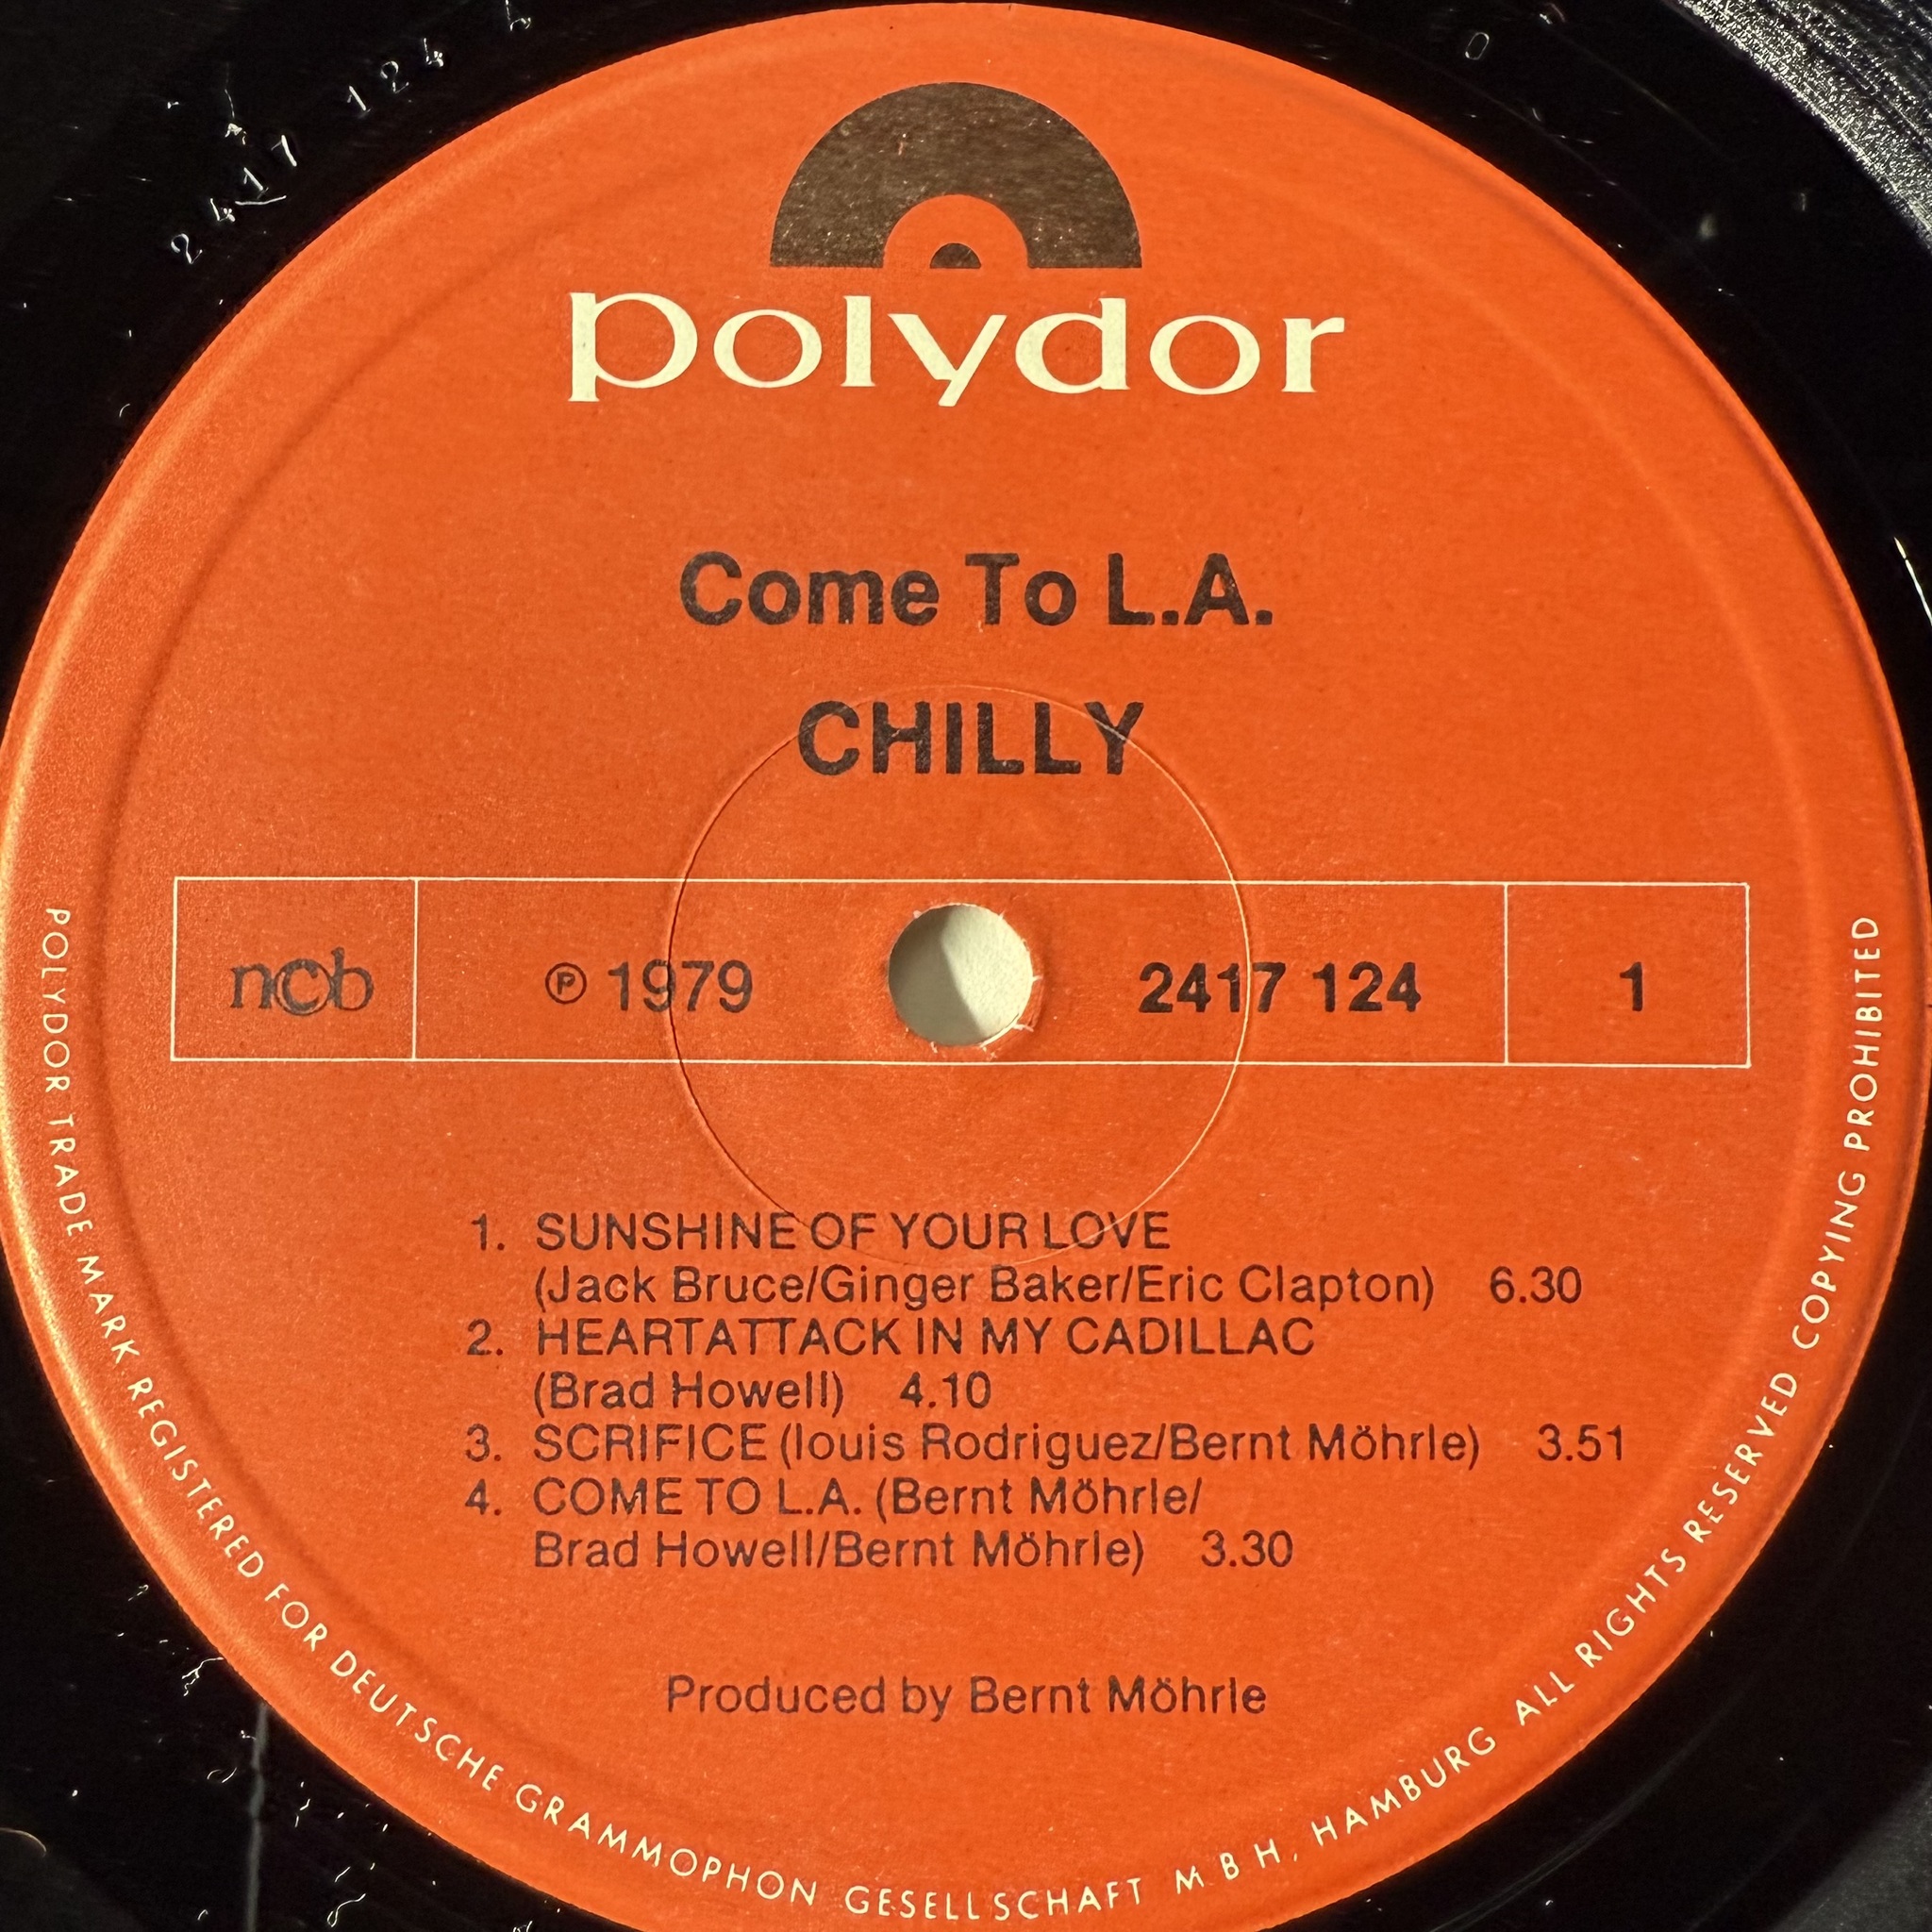 2417 124
polydor
Come To L.A.
CHILLY
ncb
℗ 1979
2417 124
1
1. SUNSHINE OF YOUR LOVE
(Jack Bruce/Ginger Baker/Eric Clapton) 6.30
2. HEARTATTACK IN MY CADILLAC
(Brad Howell) 4.10
3. SCRIFICE (louis Rodriguez/Bernt Möhrle) 3.51
4. COME TO L.A. (Bernt Möhrle/
Brad Howell/Bernt Möhrle) 3.30
Produced by Bernt Möhrle
POLYDOR TRADE MARK REGISTERED FOR DEUTSCHE GRAMMOPHON GESELLSCHAFT M.B.H, HAMBURG ALL RIGHTS RESERVED COPYING PROHIBITED